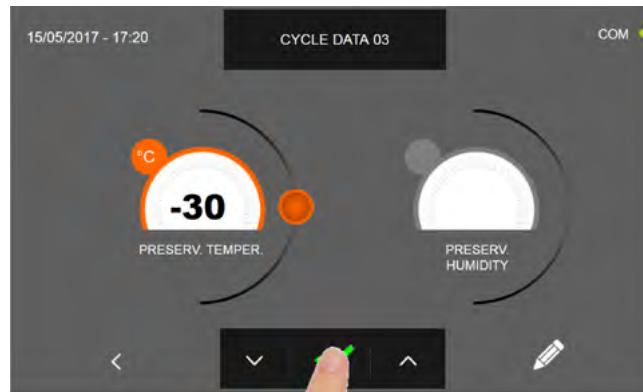 15/05/2017 - 17:20
CYCLE DATA 03
COM
°C
-30
PRESERV. TEMPER.
PRESERV.
HUMIDITY